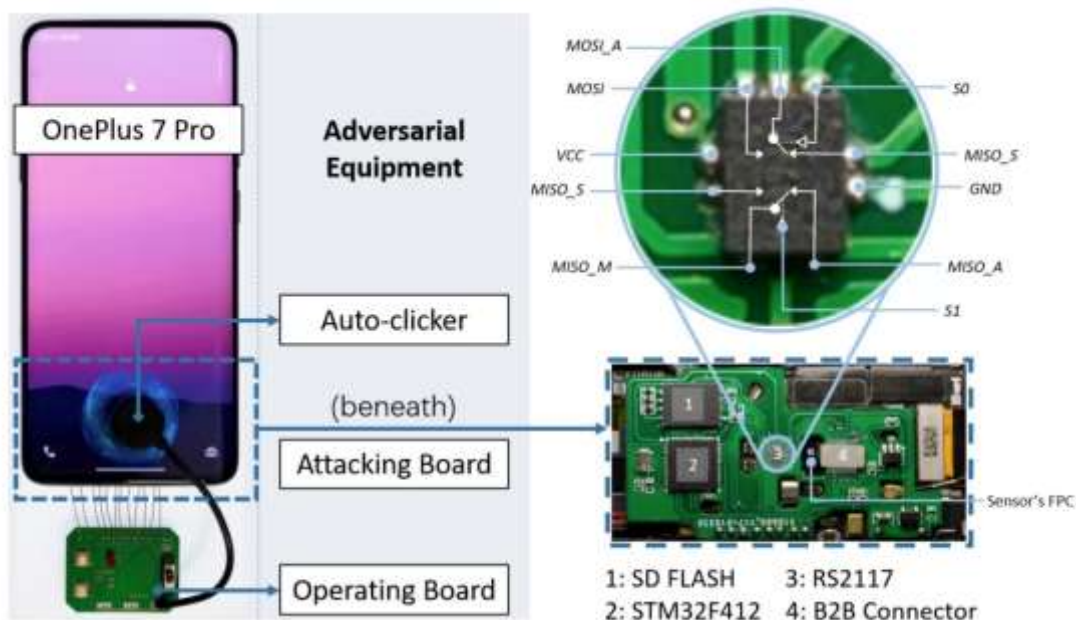 OnePlus 7 Pro
Adversarial
Equipment
Auto-clicker
(beneath)
Attacking Board
Operating Board
MOSI_A
MOSI
S0
VCC
MISO_S
MISO_S
GND
MISO_M
MISO_A
S1
1
2
3
4
Sensor's FPC
1: SD FLASH
3: RS2117
2: STM32F412
4: B2B Connector